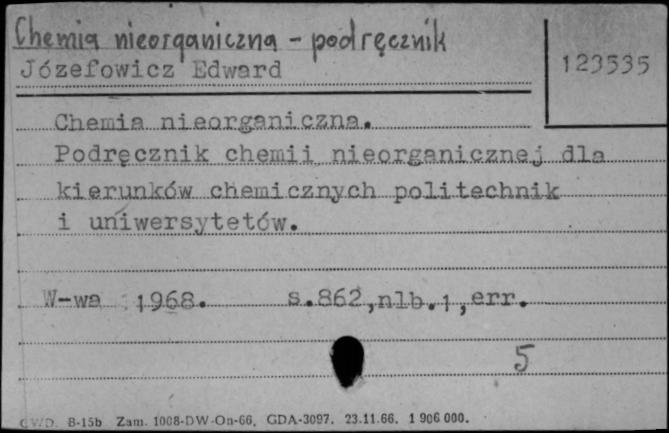 Chemia nieorganiczna - podręcznik
Józefowicz Edward
123535
Chemia nieorganiczna.
Podręcznik chemii nieorganicznej dla
kierunków chemicznych politechnik
i uniwersytetów.
W-wa 1968. s.862,nlb.1,err.
5
CWD. B-15b Zam. 1008-DW-On-66. GDA-3097. 23.11.66. 1 906 000.